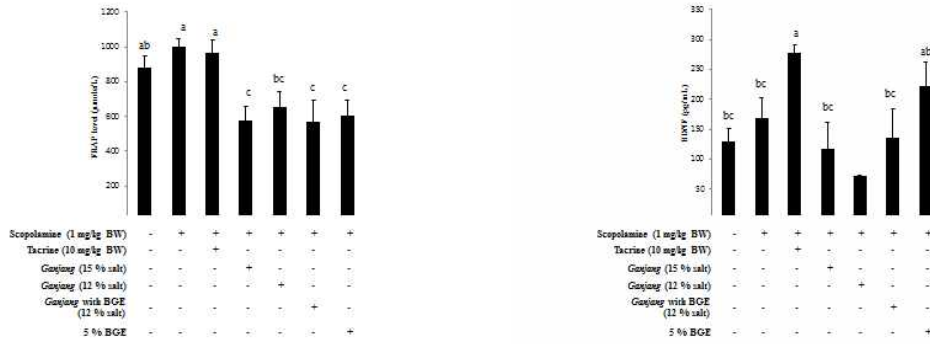 1200
1000
800
600
400
200
FRAP level (μmole/L)
ab
a
a
c
bc
c
c
Scopolamine (1 mg/kg BW) - + + + + + +
Tacrine (10 mg/kg BW) - - + - - - -
Ganjang (15 % salt) - - - + - - -
Ganjang (12 % salt) - - - - + - -
Ganjang with BGE
(12 % salt) - - - - - + -
5 % BGE - - - - - - +
350
300
250
200
150
100
50
BDNF (pg/mL)
bc
bc
a
bc
c
bc
ab
Scopolamine (1 mg/kg BW) - + + + + + +
Tacrine (10 mg/kg BW) - - + - - - -
Ganjang (15 % salt) - - - + - - -
Ganjang (12 % salt) - - - - + - -
Ganjang with BGE
(12 % salt) - - - - - + -
5 % BGE - - - - - - +